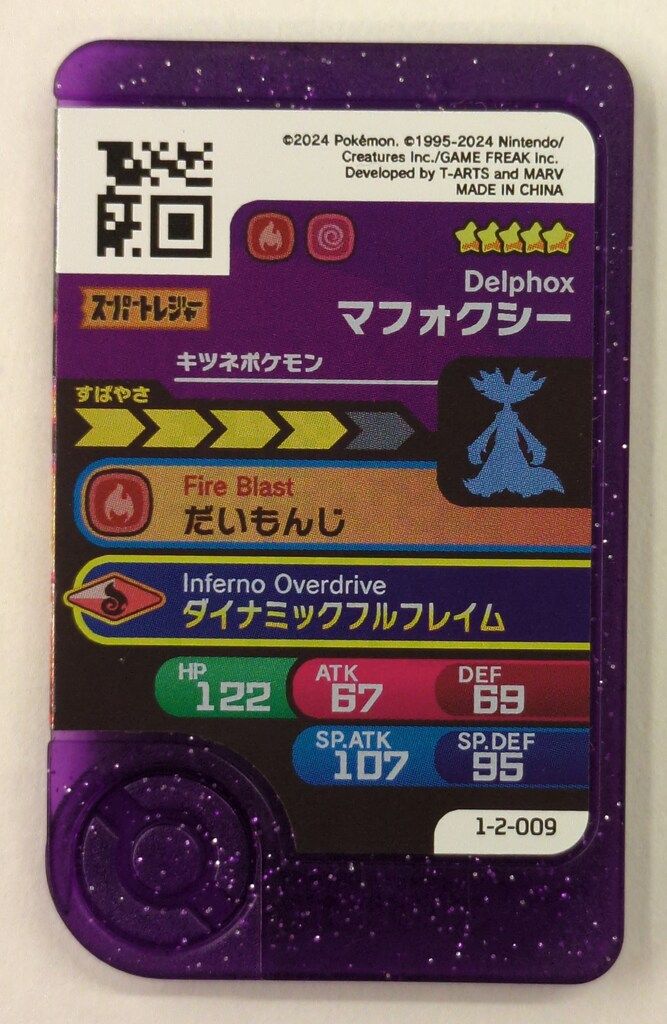 ©2024 Pokémon. ©1995-2024 Nintendo/
Creatures Inc./GAME FREAK inc.
Developed by T-ARTS and MARV
MADE IN CHINA
Delphox
スーパートレジャー
マフォクシー
キツネポケモン
すばやさ
Fire Blast
だいもんじ
Inferno Overdrive
ダイナミックフルフレイム
HP 122
ATK 67
DEF 69
SP.ATK 107
SP.DEF 95
1-2-009